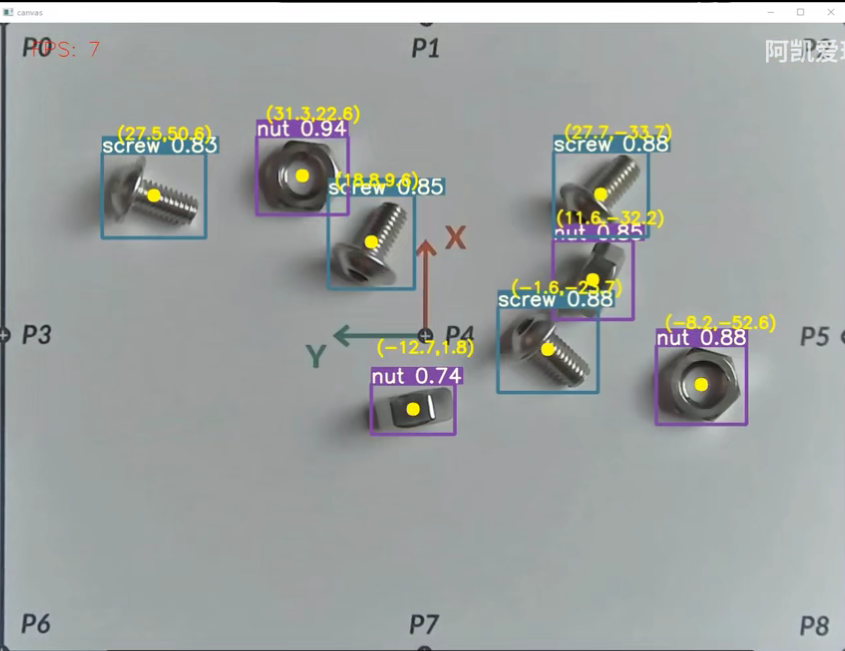 canvas
P0
FPS: 7
P1
阿凯爱玩
(31.3,22.6)
nut 0.94
(27.5,50.6)
screw 0.83
(27.7,-33.7)
screw 0.88
(18.8,9.6)
screw 0.85
(11.6,-32.2)
nut 0.85
X
(-1.6,-23.7)
screw 0.88
P3
P4
P5
Y
(-8.2,-52.6)
nut 0.88
(-12.7,1.8)
nut 0.74
P6
P7
P8